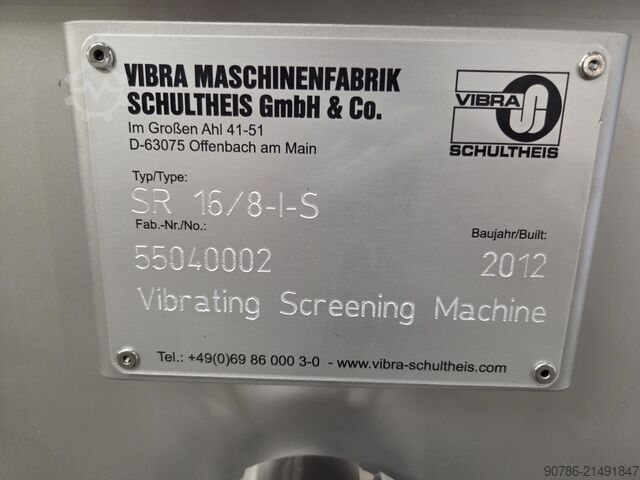 VIBRA MASCHINENFABRIK
SCHULTHEIS GmbH & Co.
Im Großen Ahl 41-51
D-63075 Offenbach am Main
VIBRA S
SCHULTHEIS
Typ/Type:
SR 16/8-I-S
Fab.-Nr./No.:
Baujahr/Built:
55040002
2012
Vibrating Screening Machine
Tel.: +49(0)69 86 000 3-0 - www.vibra-schultheis.com
90786-21491847